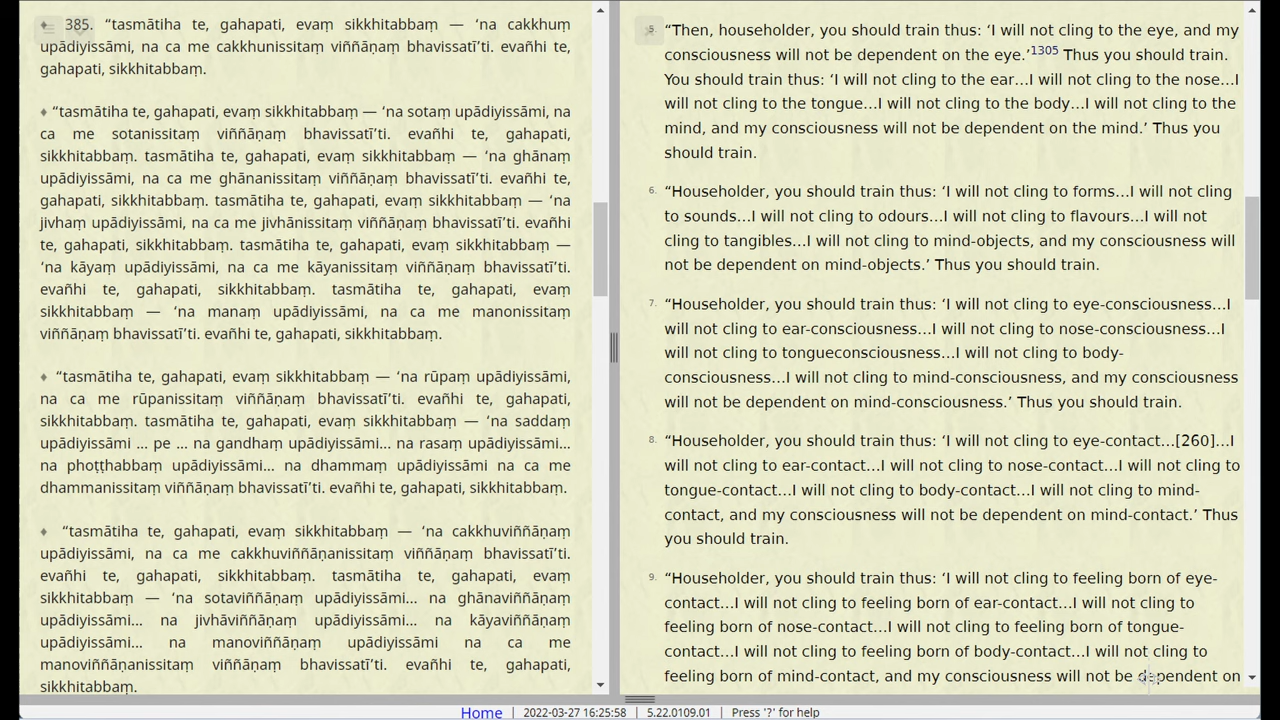 ♦ 385. “tasmātiha te, gahapati, evaṃ sikkhitabbaṃ — ‘na cakkhuṃ
upādiyissāmi, na ca me cakkhunissitaṃ viññāṇaṃ bhavissatī’ti. evañhi te,
gahapati, sikkhitabbaṃ.
♦ “tasmātiha te, gahapati, evaṃ sikkhitabbaṃ — ‘na sotaṃ upādiyissāmi, na
ca me sotanissitaṃ viññāṇaṃ bhavissatī’ti. evañhi te, gahapati,
sikkhitabbaṃ. tasmātiha te, gahapati, evaṃ sikkhitabbaṃ — ‘na ghānaṃ
upādiyissāmi, na ca me ghānanissitaṃ viññāṇaṃ bhavissatī’ti. evañhi te,
gahapati, sikkhitabbaṃ. tasmātiha te, gahapati, evaṃ sikkhitabbaṃ — ‘na
jivhaṃ upādiyissāmi, na ca me jivhānissitaṃ viññāṇaṃ bhavissatī’ti. evañhi
te, gahapati, sikkhitabbaṃ. tasmātiha te, gahapati, evaṃ sikkhitabbaṃ —
‘na kāyaṃ upādiyissāmi, na ca me kāyanissitaṃ viññāṇaṃ bhavissatī’ti.
evañhi te, gahapati, sikkhitabbaṃ. tasmātiha te, gahapati, evaṃ
sikkhitabbaṃ — ‘na manaṃ upādiyissāmi, na ca me manonissitaṃ
viññāṇaṃ bhavissatī’ti. evañhi te, gahapati, sikkhitabbaṃ.
♦ “tasmātiha te, gahapati, evaṃ sikkhitabbaṃ — ‘na rūpaṃ upādiyissāmi,
na ca me rūpanissitaṃ viññāṇaṃ bhavissatī’ti. evañhi te, gahapati,
sikkhitabbaṃ. tasmātiha te, gahapati, evaṃ sikkhitabbaṃ — ‘na saddaṃ
upādiyissāmi ... pe ... na gandhaṃ upādiyissāmi... na rasaṃ upādiyissāmi...
na phoṭṭhabbaṃ upādiyissāmi... na dhammaṃ upādiyissāmi na ca me
dhammanissitaṃ viññāṇaṃ bhavissatī’ti. evañhi te, gahapati, sikkhitabbaṃ.
♦ “tasmātiha te, gahapati, evaṃ sikkhitabbaṃ — ‘na cakkhuviññāṇaṃ
upādiyissāmi, na ca me cakkhuviññāṇanissitaṃ viññāṇaṃ bhavissatī’ti.
evañhi te, gahapati, sikkhitabbaṃ. tasmātiha te, gahapati, evaṃ
sikkhitabbaṃ — ‘na sotaviññāṇaṃ upādiyissāmi... na ghānaviññāṇaṃ
upādiyissāmi... na jivhāviññāṇaṃ upādiyissāmi... na kāyaviññāṇaṃ
upādiyissāmi... na manoviññāṇaṃ upādiyissāmi na ca me
manoviññāṇanissitaṃ viññāṇaṃ bhavissatī’ti. evañhi te, gahapati,
sikkhitabbaṃ.
5. “Then, householder, you should train thus: ‘I will not cling to the eye, and my
consciousness will not be dependent on the eye.’1305 Thus you should train.
You should train thus: ‘I will not cling to the ear…I will not cling to the nose…I
will not cling to the tongue…I will not cling to the body…I will not cling to the
mind, and my consciousness will not be dependent on the mind.’ Thus you
should train.
6. “Householder, you should train thus: ‘I will not cling to forms…I will not cling
to sounds…I will not cling to odours…I will not cling to flavours…I will not
cling to tangibles…I will not cling to mind-objects, and my consciousness will
not be dependent on mind-objects.’ Thus you should train.
7. “Householder, you should train thus: ‘I will not cling to eye-consciousness…I
will not cling to ear-consciousness…I will not cling to nose-consciousness…I
will not cling to tongueconsciousness…I will not cling to body-
consciousness…I will not cling to mind-consciousness, and my consciousness
will not be dependent on mind-consciousness.’ Thus you should train.
8. “Householder, you should train thus: ‘I will not cling to eye-contact…[260]…I
will not cling to ear-contact…I will not cling to nose-contact…I will not cling to
tongue-contact…I will not cling to body-contact…I will not cling to mind-
contact, and my consciousness will not be dependent on mind-contact.’ Thus
you should train.
9. “Householder, you should train thus: ‘I will not cling to feeling born of eye-
contact…I will not cling to feeling born of ear-contact…I will not cling to
feeling born of nose-contact…I will not cling to feeling born of tongue-
contact…I will not cling to feeling born of body-contact…I will not cling to
feeling born of mind-contact, and my consciousness will not be dependent on
Home | 2022-03-27 16:25:58 | 5.22.0109.01 | Press '?' for help